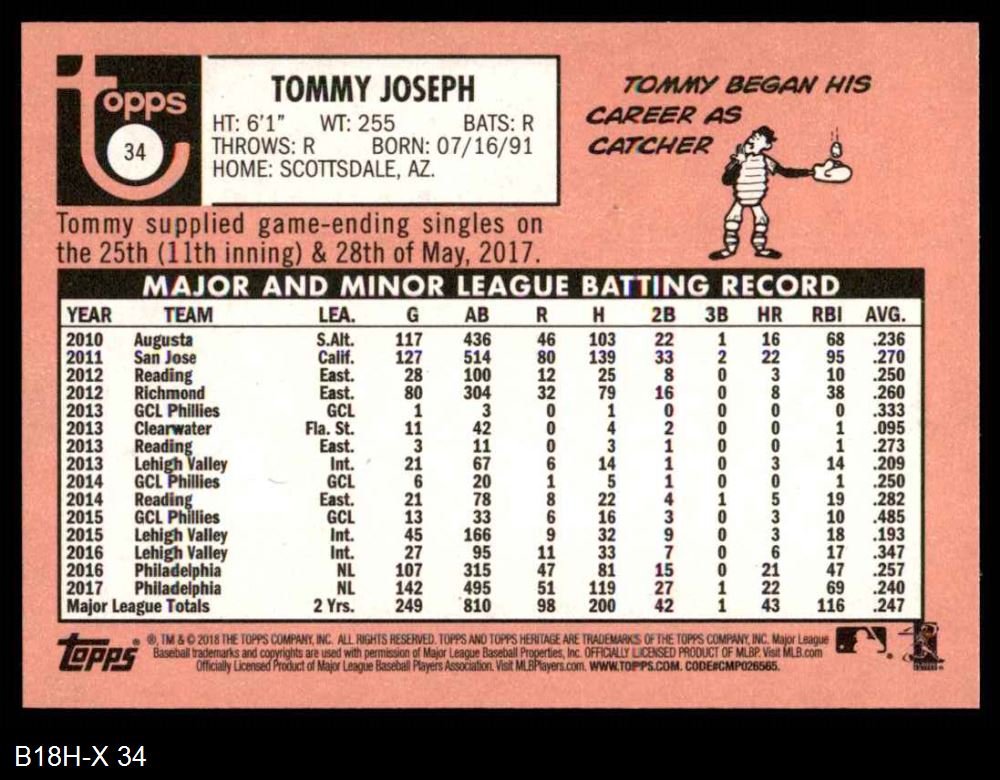 Topps
34
TOMMY JOSEPH
HT: 6'1" WT: 255 BATS: R
THROWS: R BORN: 07/16/91
HOME: SCOTTSDALE, AZ.
TOMMY BEGAN HIS
CAREER AS
CATCHER
Tommy supplied game-ending singles on
the 25th (11th inning) & 28th of May, 2017.
MAJOR AND MINOR LEAGUE BATTING RECORD
YEAR TEAM LEA. G AB R H 2B 3B HR RBI AVG.
2010 Augusta S.Alt. 117 436 46 103 22 1 16 68 .236
2011 San Jose Calif. 127 514 80 139 33 2 22 95 .270
2012 Reading East. 28 100 12 25 8 0 3 10 .250
2012 Richmond East. 80 304 32 79 16 0 8 38 .260
2013 GCL Phillies GCL 1 3 0 1 0 0 0 0 .333
2013 Clearwater Fla. St. 11 42 0 4 2 0 0 1 .095
2013 Reading East. 3 11 0 3 1 0 0 1 .273
2013 Lehigh Valley Int. 21 67 6 14 1 0 3 14 .209
2014 GCL Phillies GCL 6 20 1 5 1 0 0 1 .250
2014 Reading East. 21 78 8 22 4 1 5 19 .282
2015 GCL Phillies GCL 13 33 6 16 3 0 3 10 .485
2015 Lehigh Valley Int. 45 166 9 32 9 0 3 18 .193
2016 Lehigh Valley Int. 27 95 11 33 7 0 6 17 .347
2016 Philadelphia NL 107 315 47 81 15 0 21 47 .257
2017 Philadelphia NL 142 495 51 119 27 1 22 69 .240
Major League Totals 2 Yrs. 249 810 98 200 42 1 43 116 .247
Topps
®, TM & © 2018 THE TOPPS COMPANY, INC. ALL RIGHTS RESERVED. TOPPS AND TOPPS HERITAGE ARE TRADEMARKS OF THE TOPPS COMPANY, INC. Major League
Baseball trademarks and copyrights are used with permission of Major League Baseball Properties, Inc. OFFICIALLY LICENSED PRODUCT OF MLBP. Visit MLB.com
Officially Licensed Product of Major League Baseball Players Association. Visit MLBPlayers.com. WWW.TOPPS.COM. CODE#CMP026565.
B18H-X 34